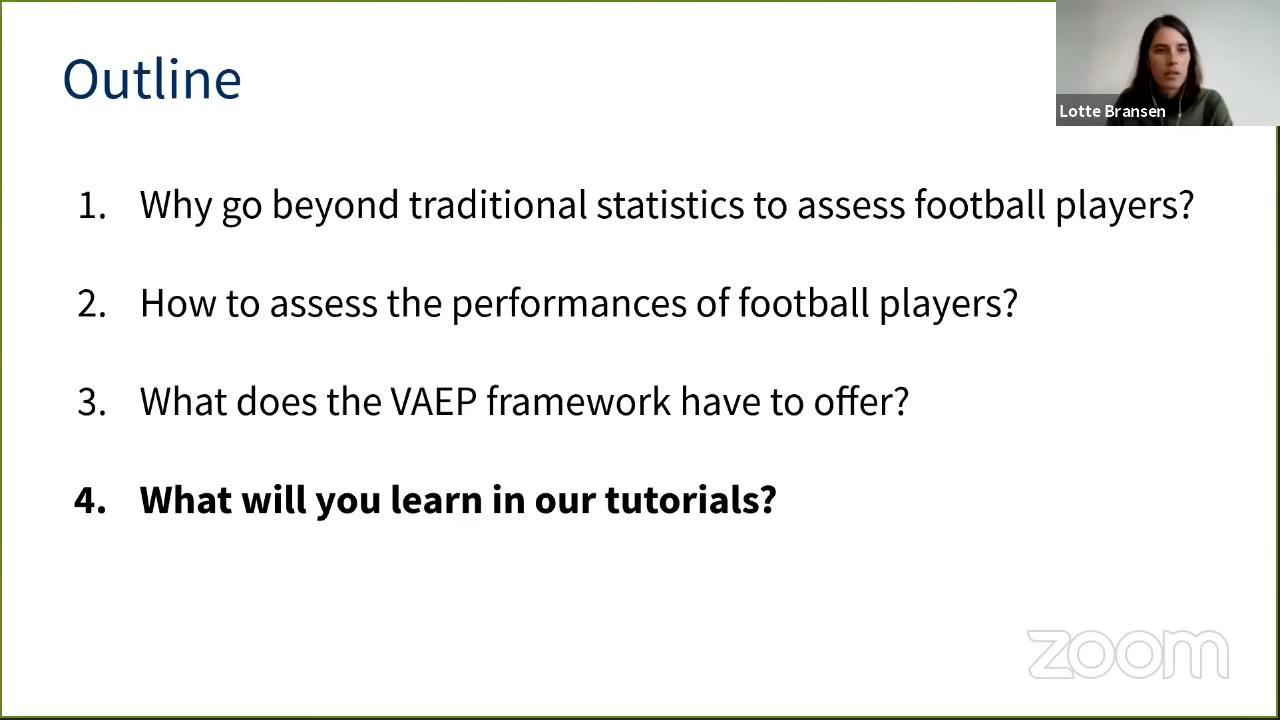 Outline
Lotte Bransen
1. Why go beyond traditional statistics to assess football players?
2. How to assess the performances of football players?
3. What does the VAEP framework have to offer?
4. What will you learn in our tutorials?
zoom